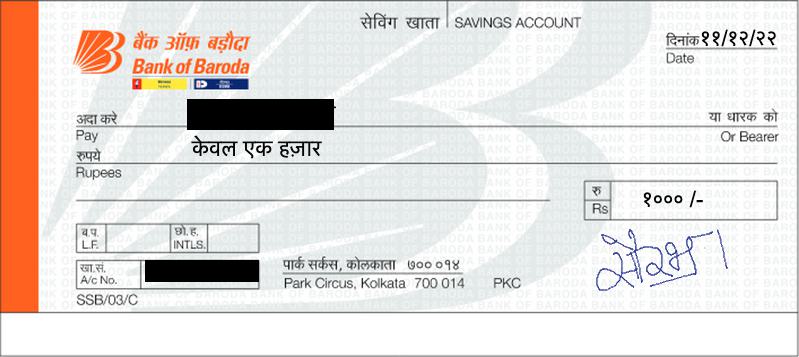 सेविंग खाता SAVINGS ACCOUNT
बैंक ऑफ़ बड़ौदा
Bank of Baroda
दिनांक ११/१२/२२
Date
अदा करे या धारक को
Pay Or Bearer
रुपये केवल एक हज़ार
Rupees
रु १००० /-
Rs
ब.प. छो.ह.
L.F. INTLS.
खा.सं. पार्क सर्कस, कोलकाता ७०० ०१४
A/c No. Park Circus, Kolkata 700 014 PKC
सौरभ
SSB/03/C